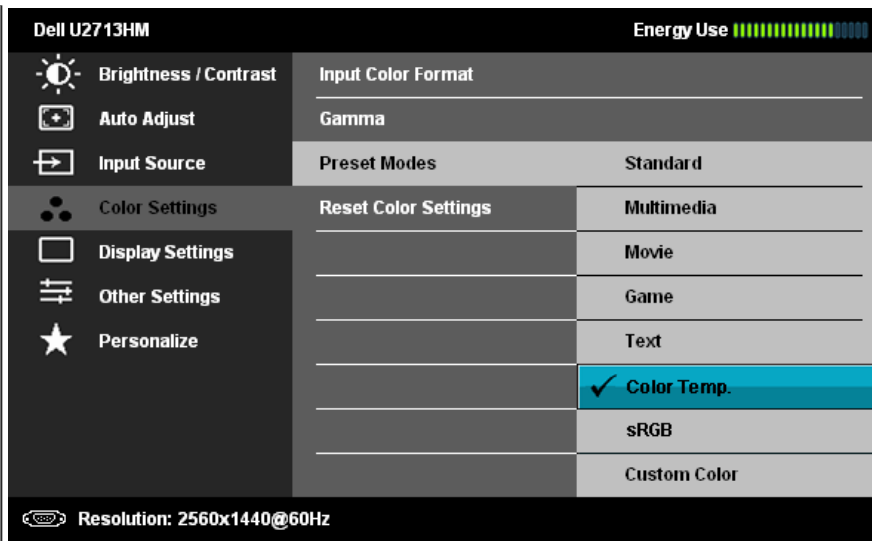 Dell U2713HM Energy Use
Brightness / Contrast Input Color Format
Auto Adjust Gamma
Input Source Preset Modes Standard
Color Settings Reset Color Settings Multimedia
Display Settings Movie
Other Settings Game
Personalize Text
Color Temp.
sRGB
Custom Color
Resolution: 2560x1440@60Hz